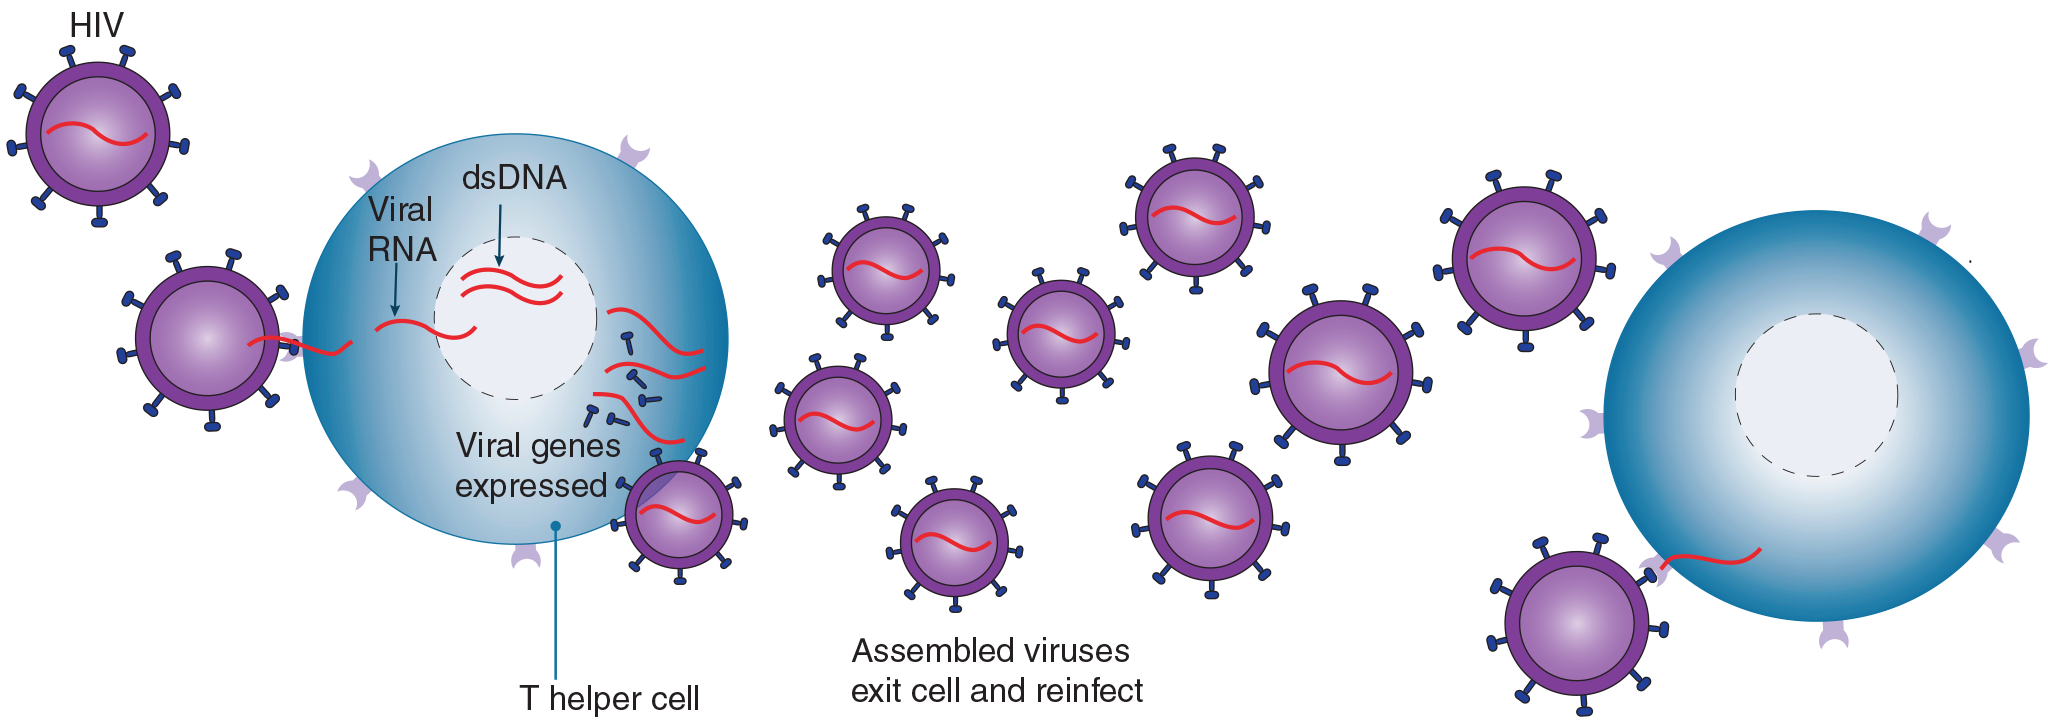 HIV
dsDNA
Viral
RNA
Viral genes
expressed
T helper cell
Assembled viruses
exit cell and reinfect